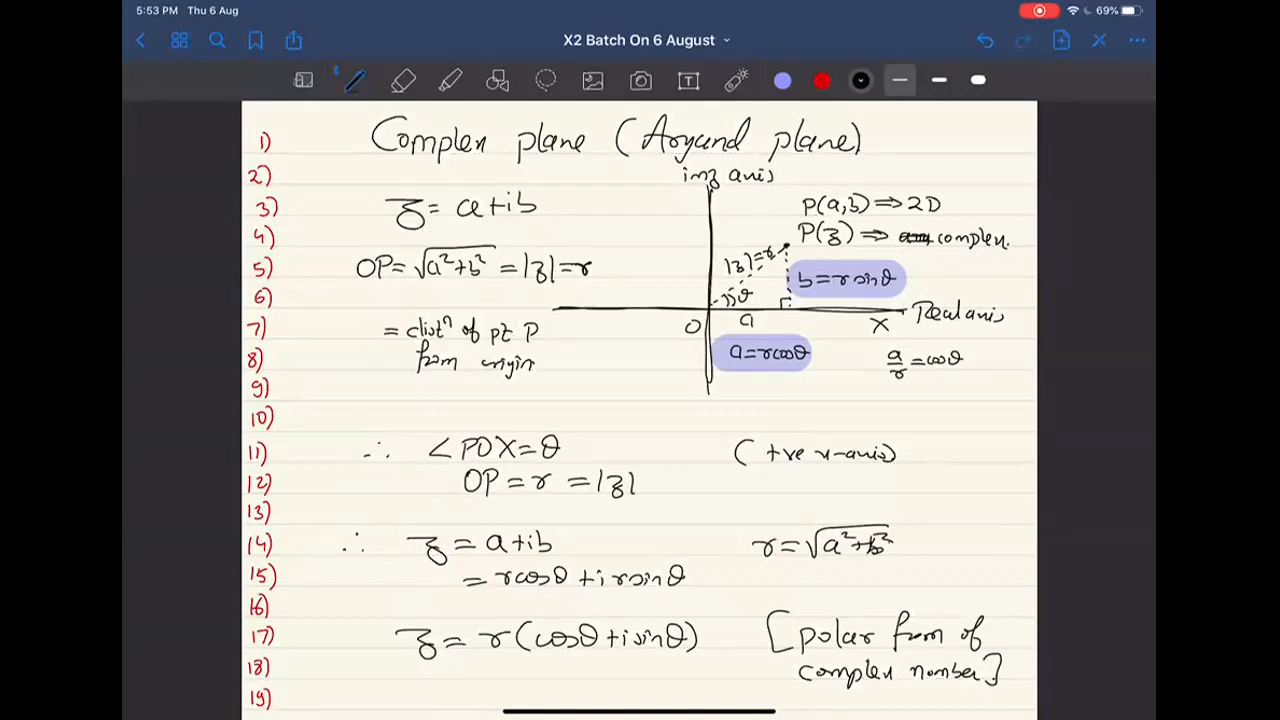 5:53 PM Thu 6 Aug
69%
X2 Batch On 6 August
1) Complex plane (Argand plane)
2) img axis
3) z = a+ib
P(a,b) ⇒ 2D
4) P(z) ⇒ complex.
5) OP = √a²+b² = |z| = r
|z|=r
b = r sinθ
6) θ
Real axis
7) = distⁿ of pt P
O a X
8) from origin
a = r cosθ
a/r = cosθ
9)
10)
11) ∴ ∠POX = θ (+ve x-axis)
12) OP = r = |z|
13)
14) ∴ z = a+ib r = √a²+b²
15) = r cosθ + i r sinθ
16)
17) z = r(cosθ + i sinθ) [polar form of
18) complex number]
19)